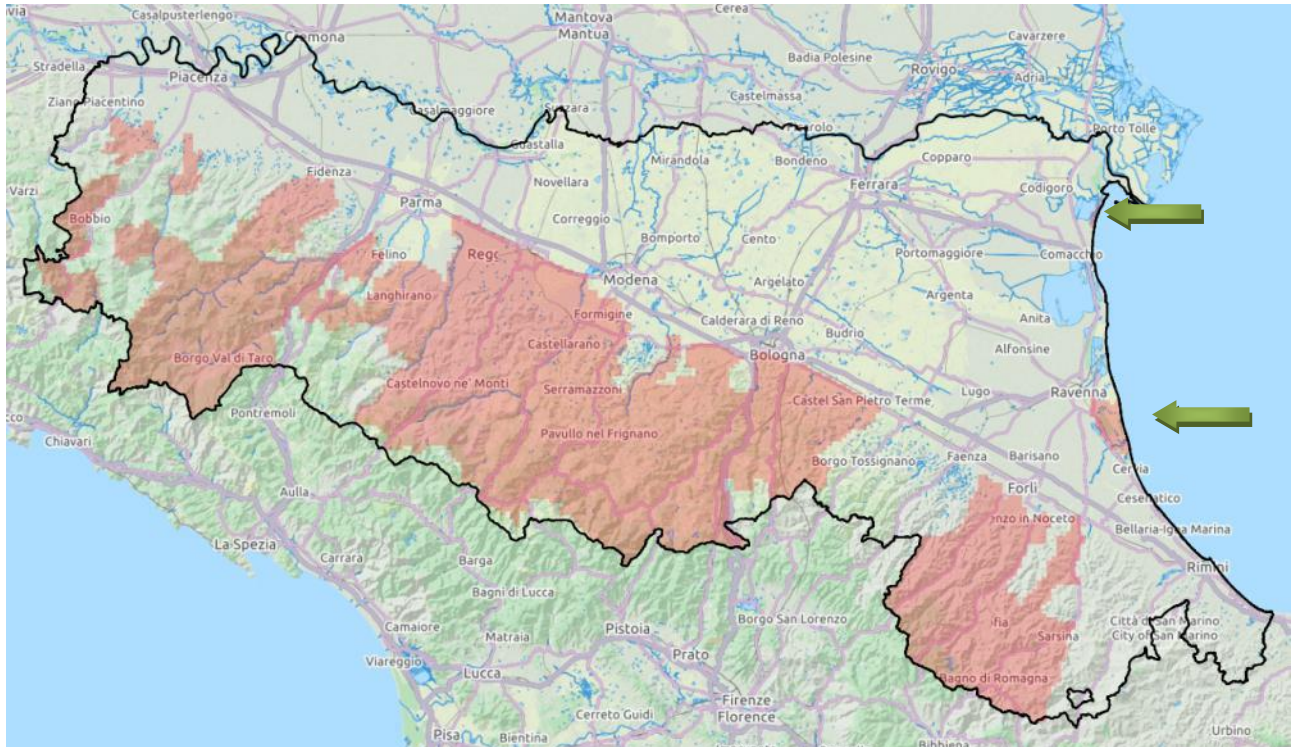 Casalpusterlengo
Cremona
Mantova
Mantua
Cerea
Cavarzere
Stradella
Piacenza
Badia Polesine
Rovigo
Adria
Ziano Piacentino
Casalmaggiore
Suzzara
Castelmassa
Porto Tolle
Guastalla
Mirandola
Bondeno
Copparo
Varzi
Fidenza
Novellara
Ferrara
Codigoro
Bobbio
Parma
Correggio
Bomporto
Cento
Portomaggiore
Comacchio
Felino
Regg
Modena
Argelato
Argenta
Langhirano
Formigine
Calderara di Reno
Budrio
Anita
Borgo Val di Taro
Castellarano
Bologna
Alfonsine
Castelnovo ne' Monti
Serramazzoni
Castel San Pietro Terme
Lugo
Ravenna
Pontremoli
Pavullo nel Frignano
Chiavari
Borgo Tossignano
Faenza
Barisano
Cervia
Aulla
Forlì
Cesenatico
enzo in Noceto
Bellaria-Igea Marina
La Spezia
Carrara
Barga
Rimini
Bagni di Lucca
Camaiore
Matraia
Pistoia
Borgo San Lorenzo
Sarsina
Città di San Marino
City of San Marino
Viareggio
Lucca
Prato
Bagno di Romagna
Firenze
Florence
Cerreto Guidi
Pisa
Bientina
Bibbiena
Urbino